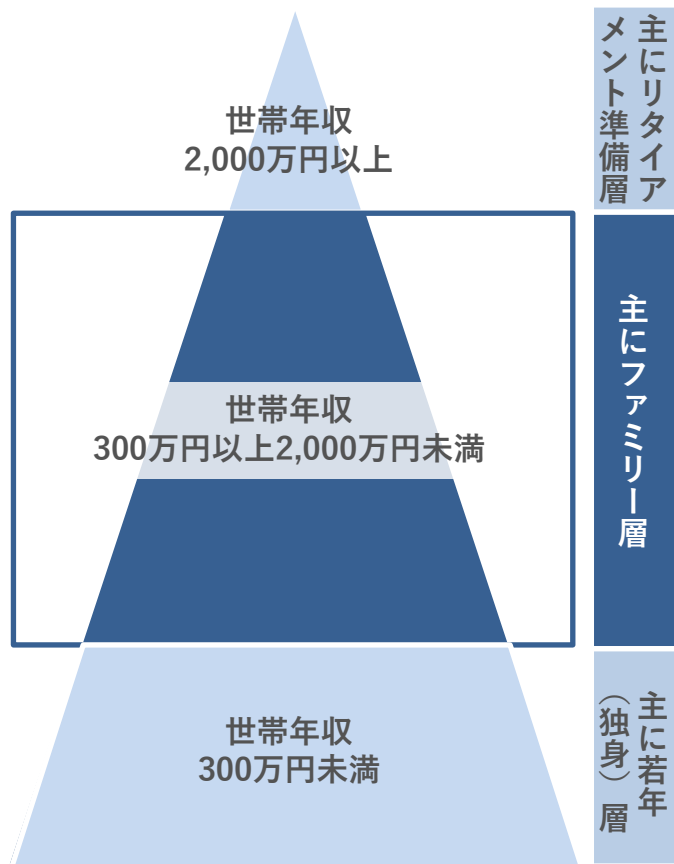 世帯年収
2,000万円以上
主にリタイア
メント準備層
世帯年収
300万円以上2,000万円未満
主にファミリー層
世帯年収
300万円未満
主に若年
（独身）層